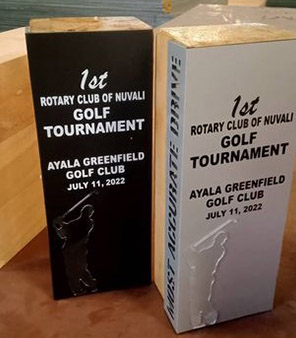 1st
ROTARY CLUB OF NUVALI
GOLF
TOURNAMENT
AYALA GREENFIELD
GOLF CLUB
JULY 11, 2022
MOST ACCURATE DRIVE
1st
ROTARY CLUB OF NUVALI
GOLF
TOURNAMENT
AYALA GREENFIELD
GOLF CLUB
JULY 11, 2022